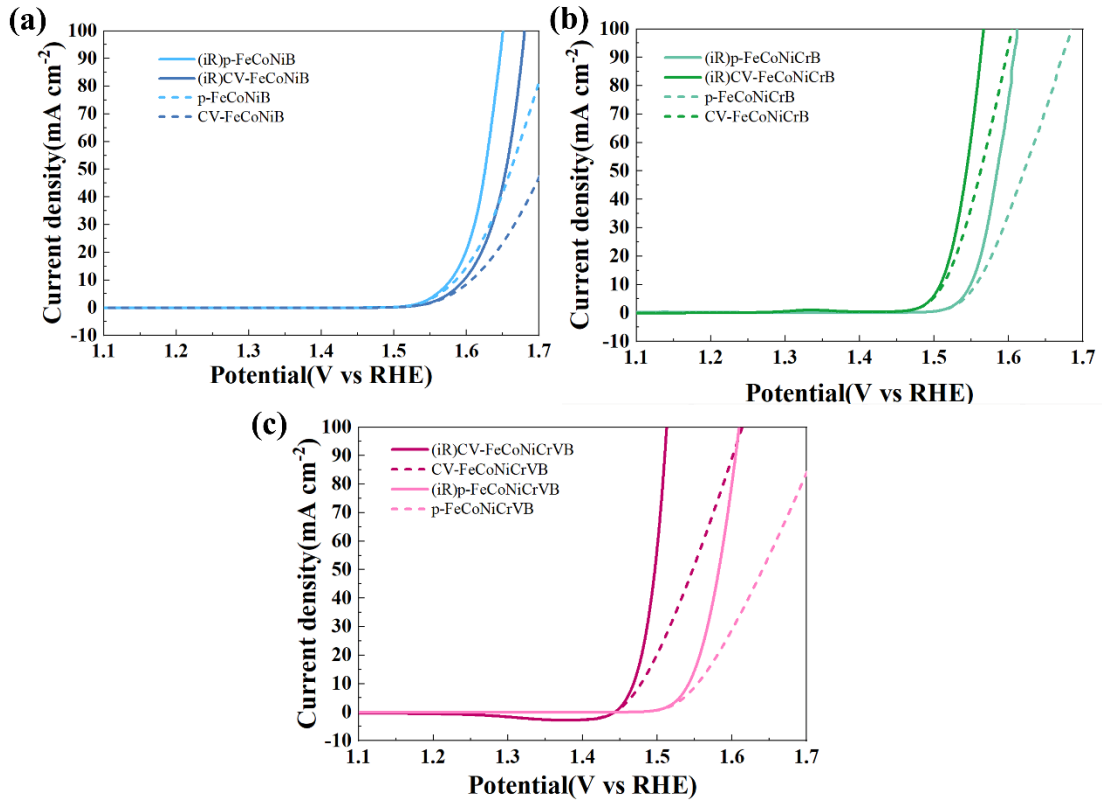 (a)
(iR)p-FeCoNiB
(iR)CV-FeCoNiB
p-FeCoNiB
CV-FeCoNiB
100
90
80
70
60
50
40
30
20
10
0
-10
Current density(mA cm-2)
1.1 1.2 1.3 1.4 1.5 1.6 1.7
Potential(V vs RHE)
(b)
(iR)p-FeCoNiCrB
(iR)CV-FeCoNiCrB
p-FeCoNiCrB
CV-FeCoNiCrB
100
90
80
70
60
50
40
30
20
10
0
-10
Current density(mA cm-2)
1.1 1.2 1.3 1.4 1.5 1.6 1.7
Potential(V vs RHE)
(c)
(iR)CV-FeCoNiCrVB
CV-FeCoNiCrVB
(iR)p-FeCoNiCrVB
p-FeCoNiCrVB
100
90
80
70
60
50
40
30
20
10
0
-10
Current density(mA cm-2)
1.1 1.2 1.3 1.4 1.5 1.6 1.7
Potential(V vs RHE)